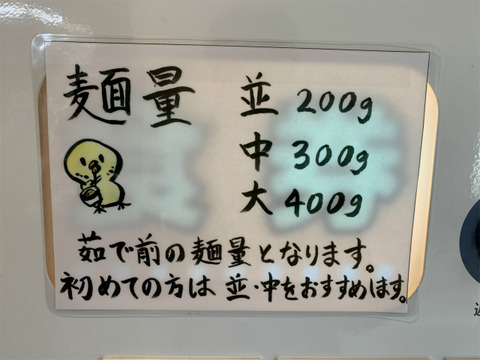 麺量
並 200g
中 300g
大 400g
茹で前の麺量となります。
初めての方は 並・中をおすすめします。